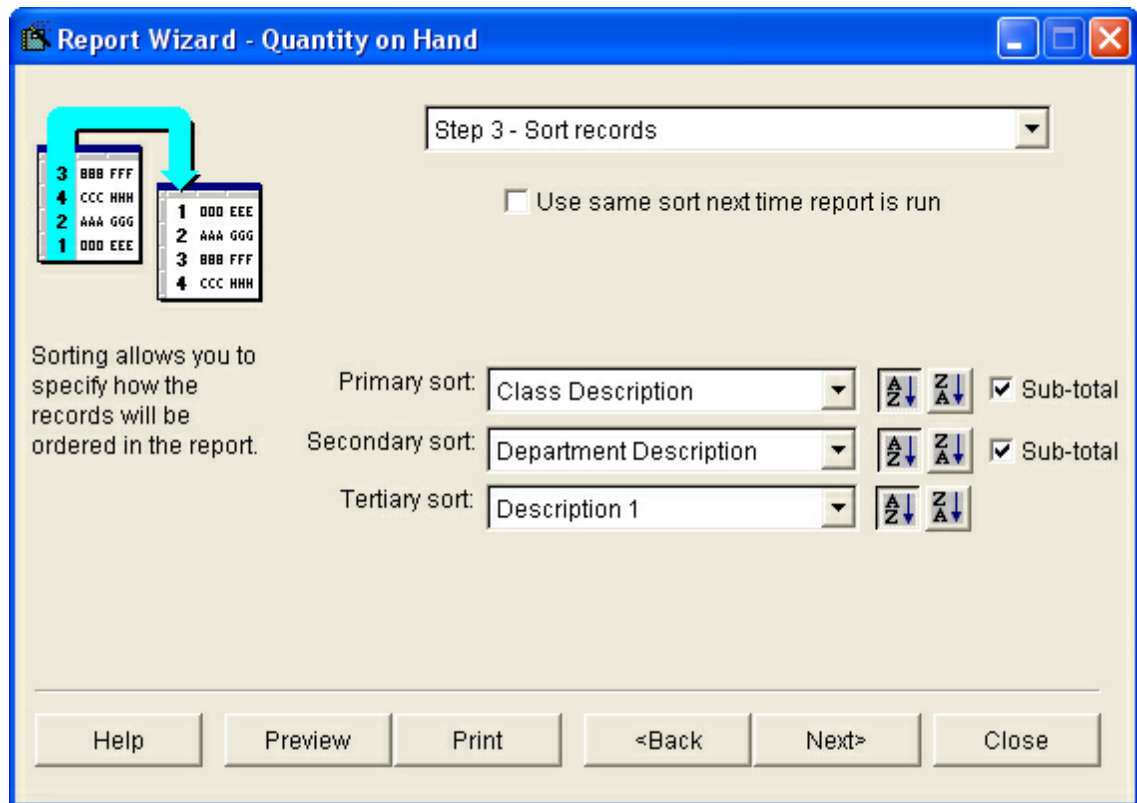 Report Wizard - Quantity on Hand
Step 3 - Sort records
Use same sort next time report is run
3 BBB FFF
4 CCC HHH
2 AAA GGG
1 DDD EEE
1 DDD EEE
2 AAA GGG
3 BBB FFF
4 CCC HHH
Sorting allows you to
specify how the
records will be
ordered in the report.
Primary sort: Class Description A Z Z A Sub-total
Secondary sort: Department Description A Z Z A Sub-total
Tertiary sort: Description 1 A Z Z A
Help Preview Print <Back Next> Close